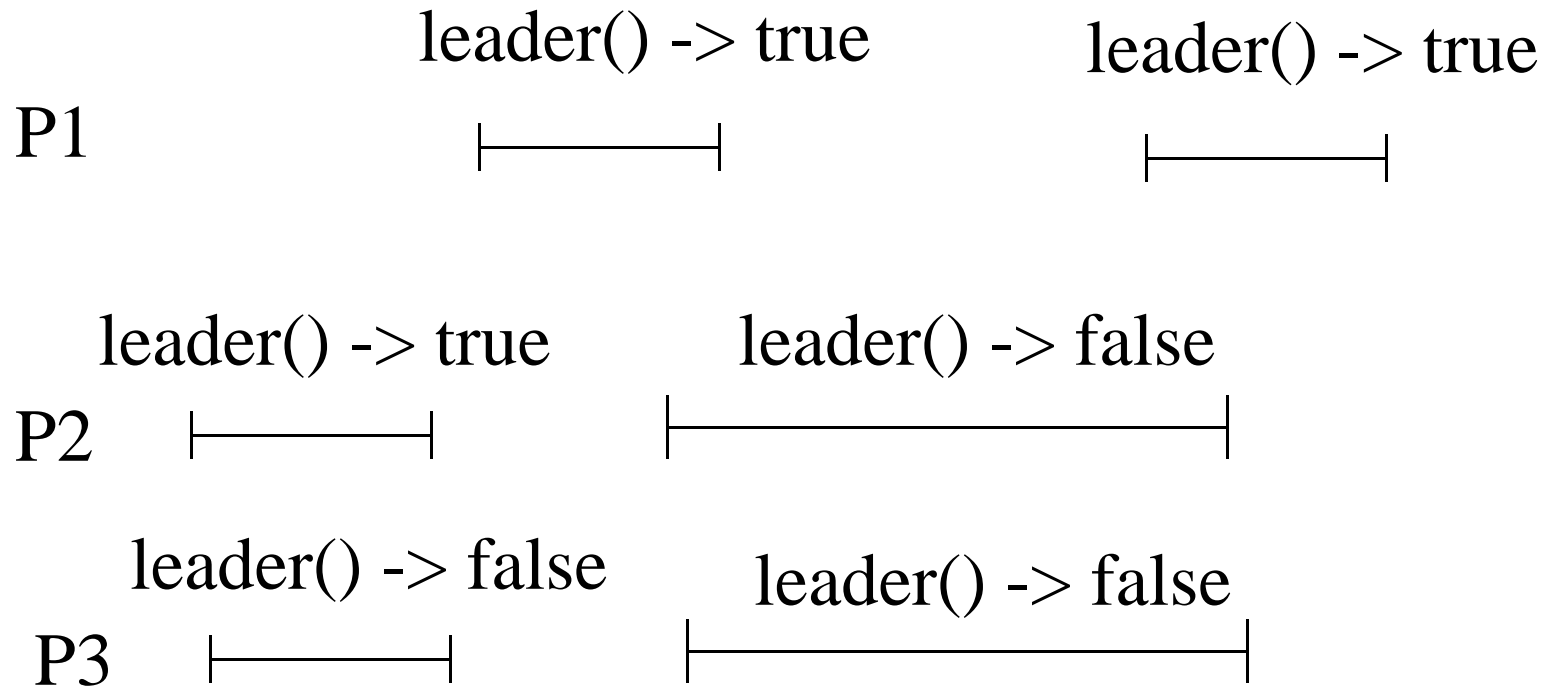 leader() -> true
leader() -> true
P1
leader() -> true
leader() -> false
P2
leader() -> false
leader() -> false
P3